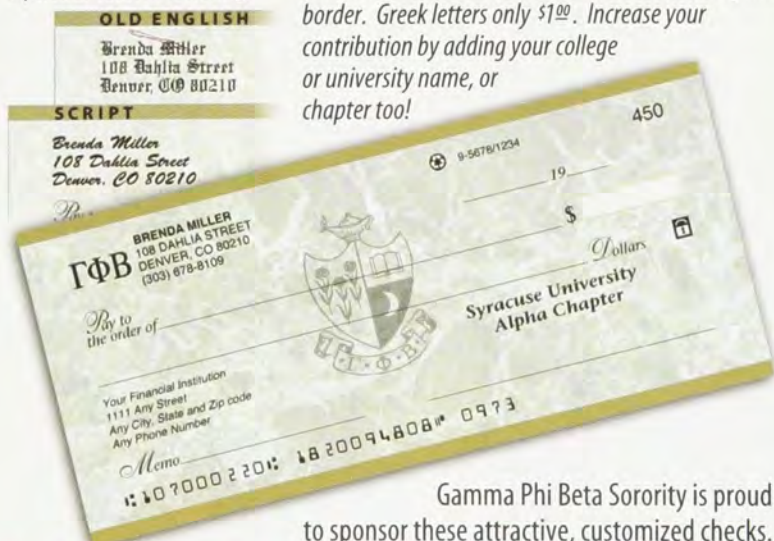 OLD ENGLISH
Brenda Miller
108 Dahlia Street
Denver, CO 80210
SCRIPT
Brenda Miller
108 Dahlia Street
Denver, CO 80210
border. Greek letters only $1.00. Increase your
contribution by adding your college
or university name, or
chapter too!
450
9-5678/1234
19
ΓΦΒ
BRENDA MILLER
108 DAHLIA STREET
DENVER, CO 80210
(303) 678-8109
$
Pay to
the order of
Dollars
Syracuse University
Alpha Chapter
Γ·Φ·Β
Your Financial Institution
1111 Any Street
Any City, State and Zip code
Any Phone Number
Memo
⑆107000220⑆ 182009480811⑈ 0973
Gamma Phi Beta Sorority is proud
to sponsor these attractive, customized checks.